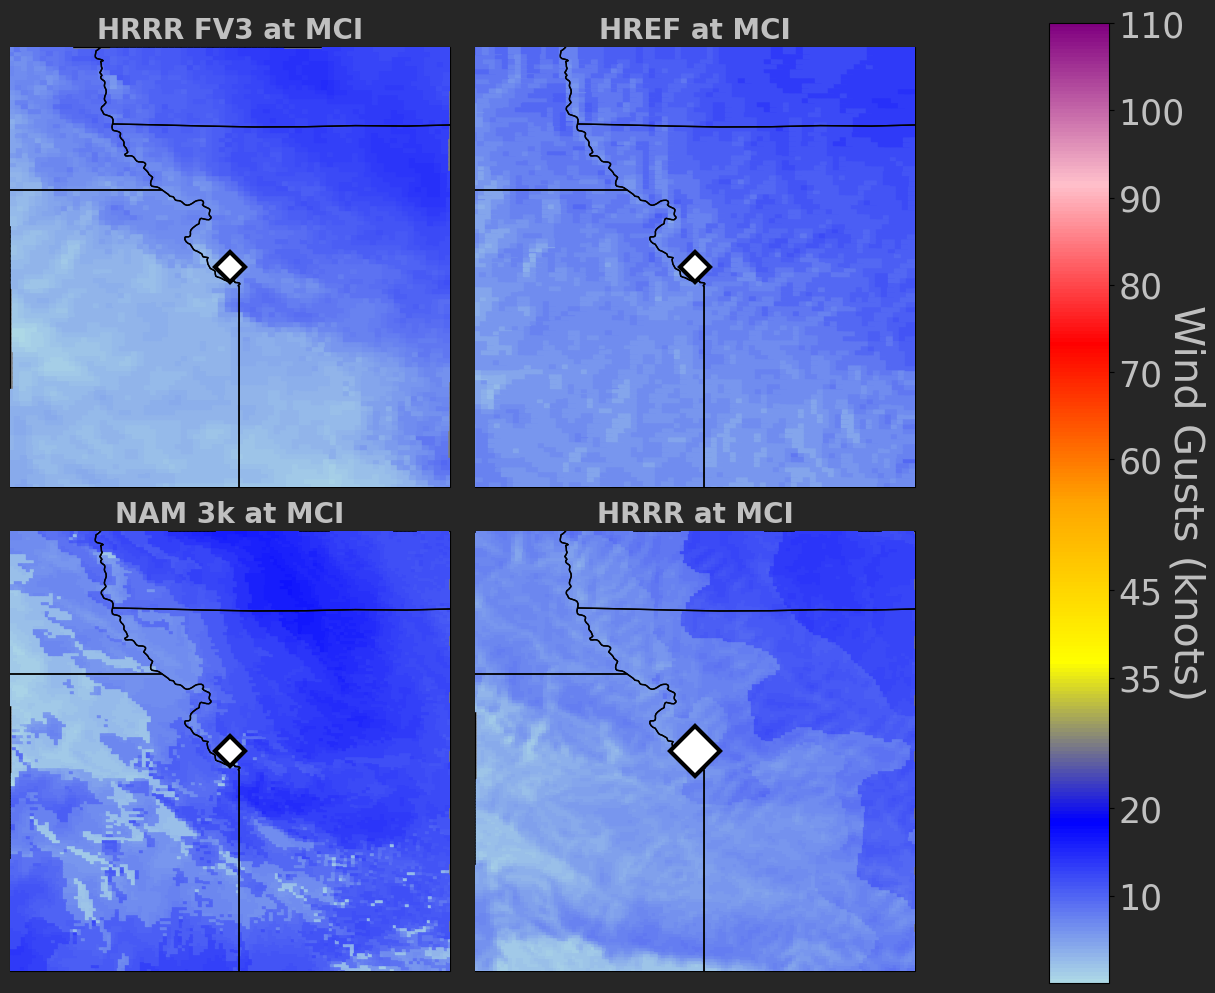 HRRR FV3 at MCI
HREF at MCI
NAM 3k at MCI
HRRR at MCI
110
100
90
80
70
60
45
35
20
10
Wind Gusts (knots)